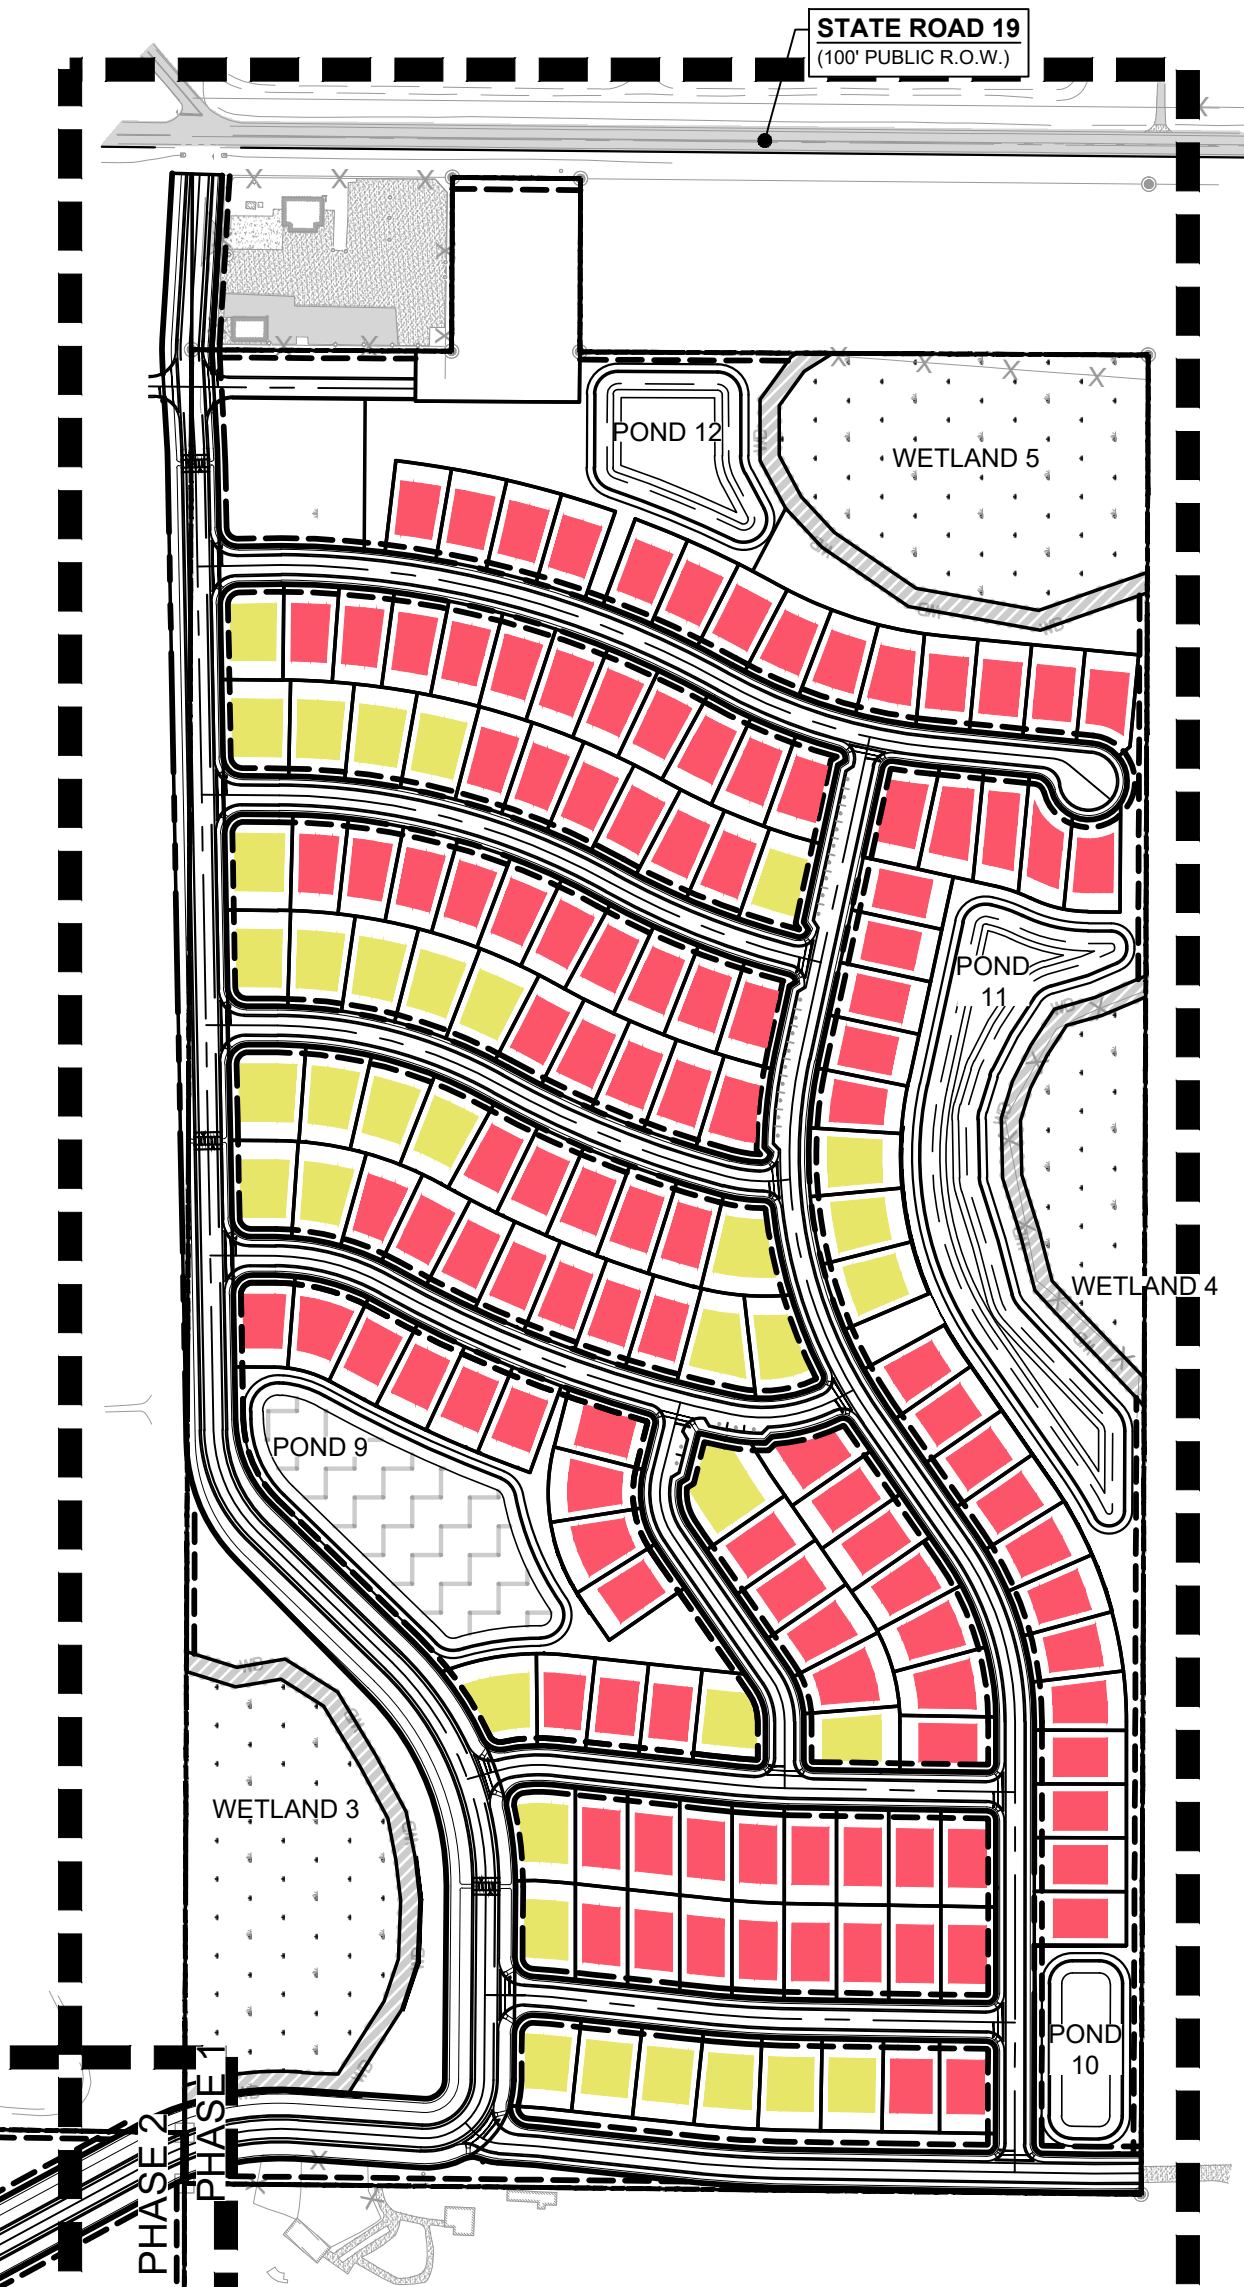 STATE ROAD 19
(100' PUBLIC R.O.W.)
POND 12
WETLAND 5
POND
11
WETLAND 4
POND 9
WETLAND 3
POND
10
PHASE 2
PHASE 1